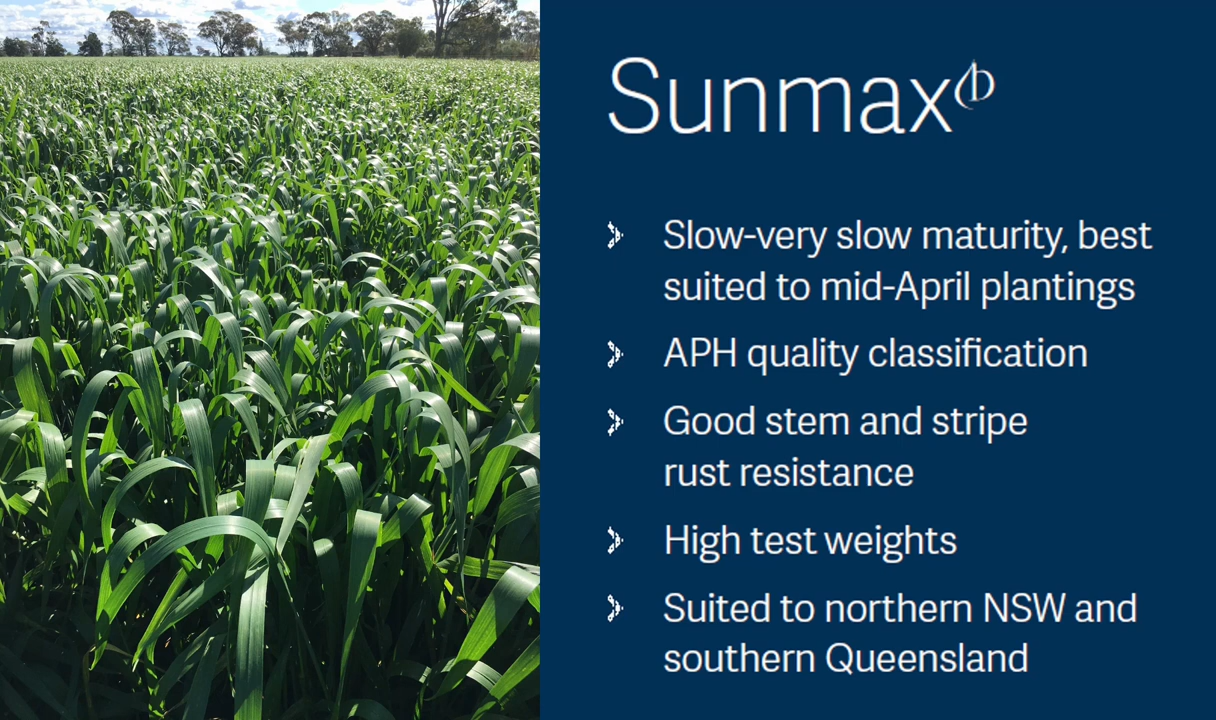 Sunmax
Slow-very slow maturity, best
suited to mid-April plantings
APH quality classification
Good stem and stripe
rust resistance
High test weights
Suited to northern NSW and
southern Queensland